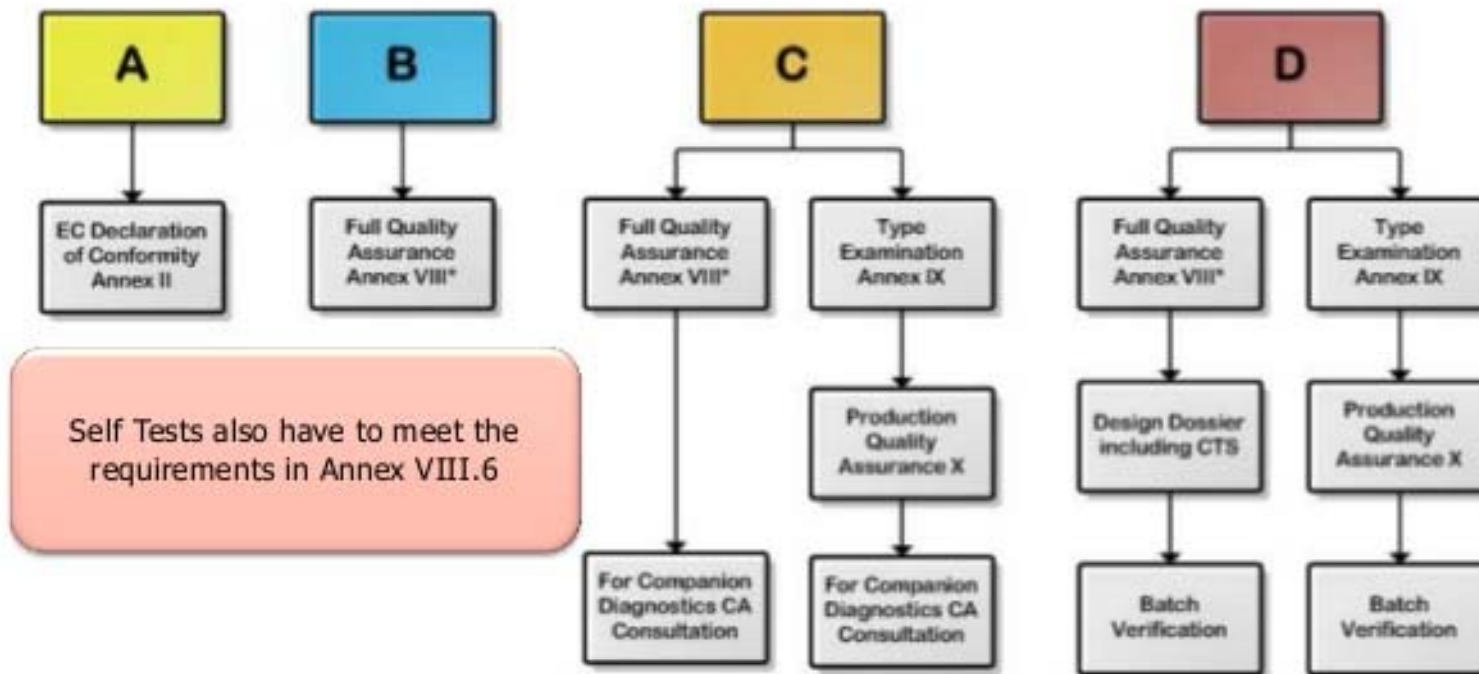 A
B
C
D
EC Declaration
of Conformity
Annex II
Full Quality
Assurance
Annex VIII*
Full Quality
Assurance
Annex VIII*
Type
Examination
Annex IX
Full Quality
Assurance
Annex VIII*
Type
Examination
Annex IX
Self Tests also have to meet the
requirements in Annex VIII.6
Production
Quality
Assurance X
Design Dossier
including CTS
Production
Quality
Assurance X
For Companion
Diagnostics CA
Consultation
For Companion
Diagnostics CA
Consultation
Batch
Verification
Batch
Verification